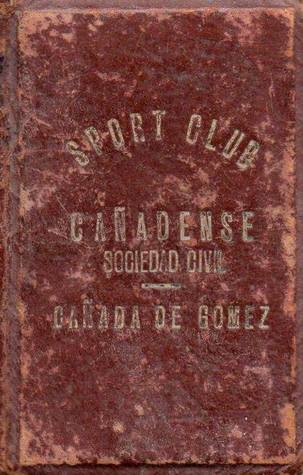 SPORT CLUB
CAÑADENSE
SOCIEDAD CIVIL
CAÑADA DE GOMEZ